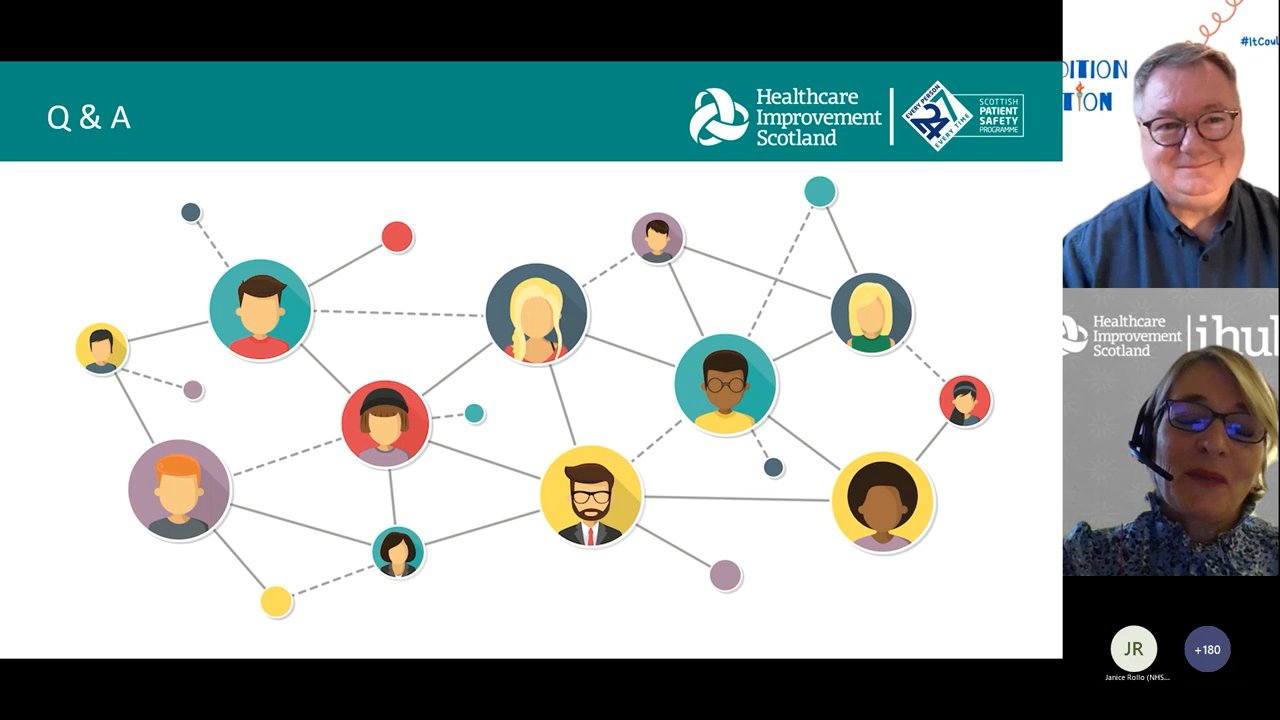 Q & A
Healthcare
Improvement
Scotland
EVERY PERSON
24
7
EVERY TIME
SCOTTISH
PATIENT
SAFETY
PROGRAMME
#ItCoul
DITION
TION
Healthcare
Improvement
Scotland
ihul
JR
+180
Janice Rollo (NHS...